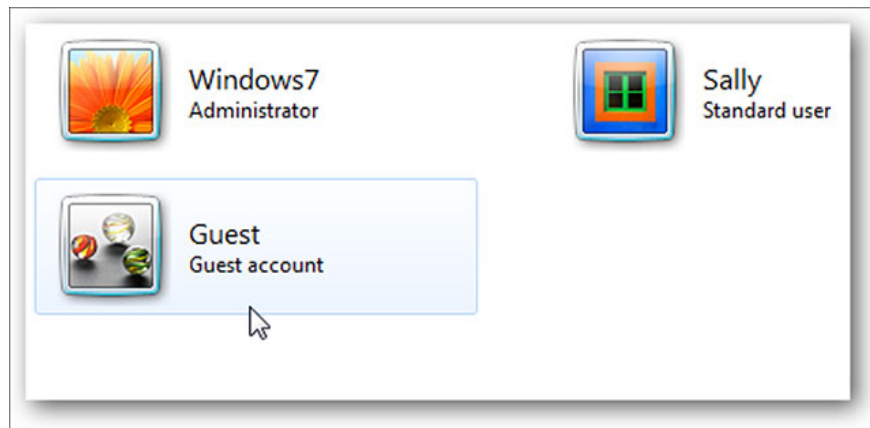 Windows7
Administrator
Sally
Standard user
Guest
Guest account